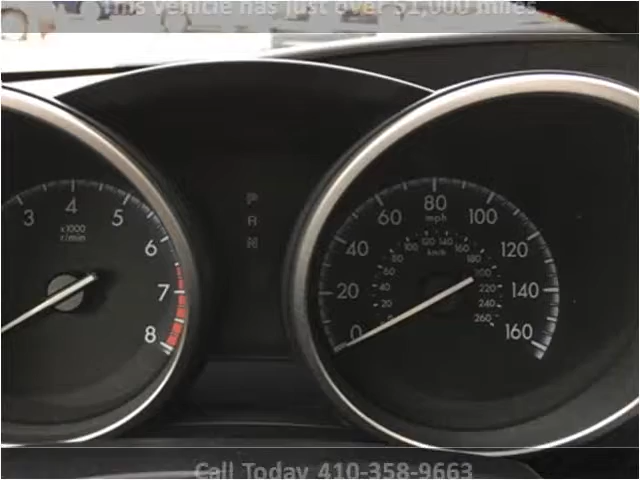 This vehicle has just over 51,000 miles
3 4 5 6 7 8
x1000
r/min
P
R
N
0 20 40 60 80 100 120 140 160
mph
0 20 40 60 80 100 120 140 160 180 200 220 240 260
km/h
Call Today 410-358-9663